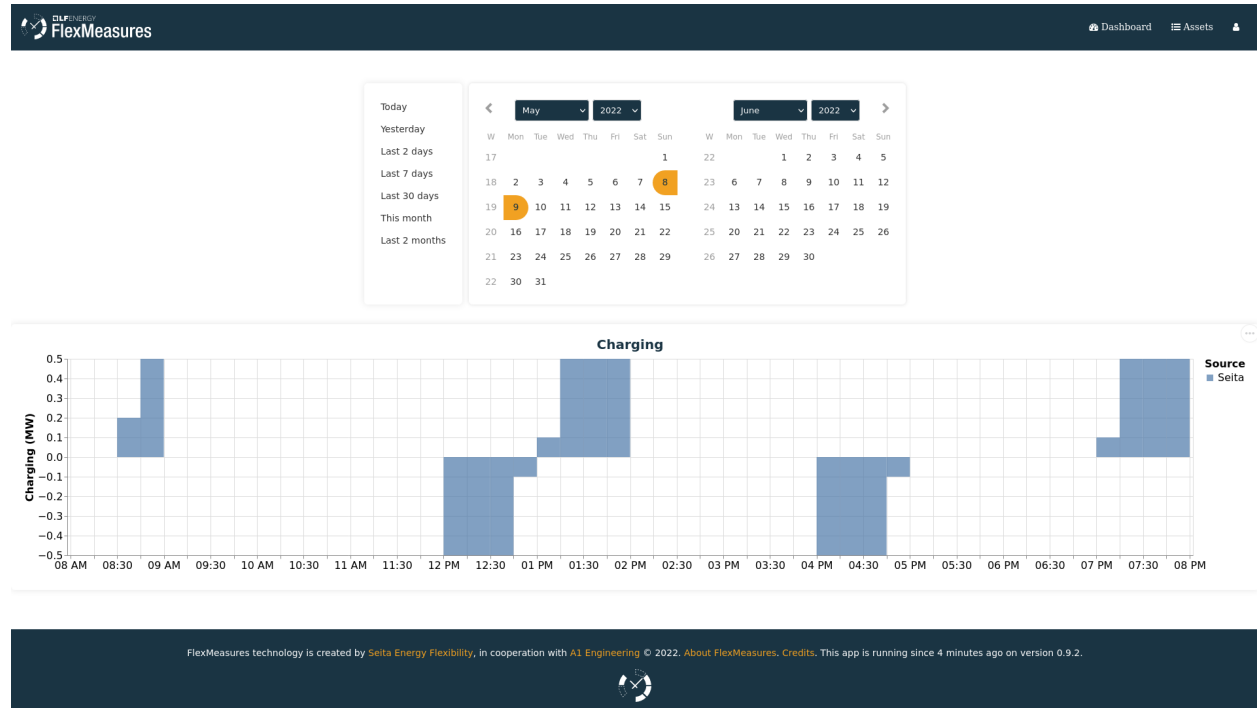 LFENERGY
FlexMeasures
Dashboard Assets
Today
Yesterday
Last 2 days
Last 7 days
Last 30 days
This month
Last 2 months
May 2022
W Mon Tue Wed Thu Fri Sat Sun
17 1
18 2 3 4 5 6 7 8
19 9 10 11 12 13 14 15
20 16 17 18 19 20 21 22
21 23 24 25 26 27 28 29
22 30 31
June 2022
W Mon Tue Wed Thu Fri Sat Sun
22 1 2 3 4 5
23 6 7 8 9 10 11 12
24 13 14 15 16 17 18 19
25 20 21 22 23 24 25 26
26 27 28 29 30
Charging
Charging (MW)
0.5
0.4
0.3
0.2
0.1
0.0
−0.1
−0.2
−0.3
−0.4
−0.5
08 AM 08:30 09 AM 09:30 10 AM 10:30 11 AM 11:30 12 PM 12:30 01 PM 01:30 02 PM 02:30 03 PM 03:30 04 PM 04:30 05 PM 05:30 06 PM 06:30 07 PM 07:30 08 PM
Source
Seita
FlexMeasures technology is created by Seita Energy Flexibility, in cooperation with A1 Engineering © 2022. About FlexMeasures. Credits. This app is running since 4 minutes ago on version 0.9.2.